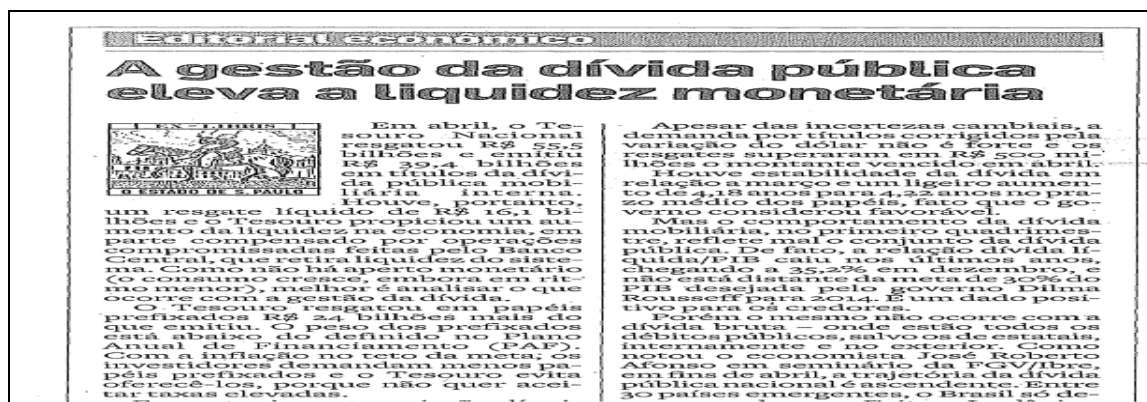 Editorial econômico
A gestão da dívida pública
eleva a liquidez monetária
EX-LIBRIS
O ESTADO DE S. PAULO
Em abril, o Te-
souro Nacional
resgatou R$ 55,5
bilhões e emitiu
R$ 39,4 bilhões
em títulos da dívi-
da pública mobi-
liária interna.
Houve, portanto,
um resgate líquido de R$ 16,1 bi-
lhões e o Tesouro propiciou um au-
mento da liquidez na economia, em
parte compensado por operações
compromissadas feitas pelo Banco
Central, que retira liquidez do siste-
ma. Como não há aperto monetário
(o consumo cresce, embora em rit-
mo menor), melhor é analisar o que
ocorre com a gestão da dívida.
O Tesouro resgatou em papéis
prefixados R$ 24 bilhões mais do
que emitiu. O peso dos prefixados
está abaixo do definido no Plano
Anual de Financiamento (PAF).
Com a inflação no teto da meta, os
investidores demandam menos pa-
péis prefixados e o Tesouro evita
oferecê-los, porque não quer acei-
tar taxas elevadas.
Apesar das incertezas cambiais, a
demanda por títulos corrigidos pela
variação do dólar não é forte e os
resgates superaram em R$ 500 mi-
lhões o montante vencido em abril.
Houve estabilidade da dívida em
relação a março e um ligeiro aumen-
to de 4,18 anos para 4,22 anos no pra-
zo médio dos papéis, fato que o go-
verno considerou favorável.
Mas o comportamento da dívida
mobiliária, no primeiro quadrimes-
tre, reflete mal o conjunto da dívida
pública. De fato, a relação dívida lí-
quida/PIB caiu nos últimos anos,
chegando a 35,2% em dezembro, e
não está distante da meta de 30% do
PIB desejada pelo governo Dilma
Rousseff para 2014. É um dado posi-
tivo para os credores.
Porém o mesmo não ocorre com a
dívida bruta – onde estão todos os
débitos públicos, salvo os de estatais,
internamente e no exterior. Como
notou o economista José Roberto
Afonso em seminário da FGV/Ibre,
em fins de abril, a trajetória da dívida
pública nacional é ascendente. Entre
30 países emergentes, o Brasil só de-